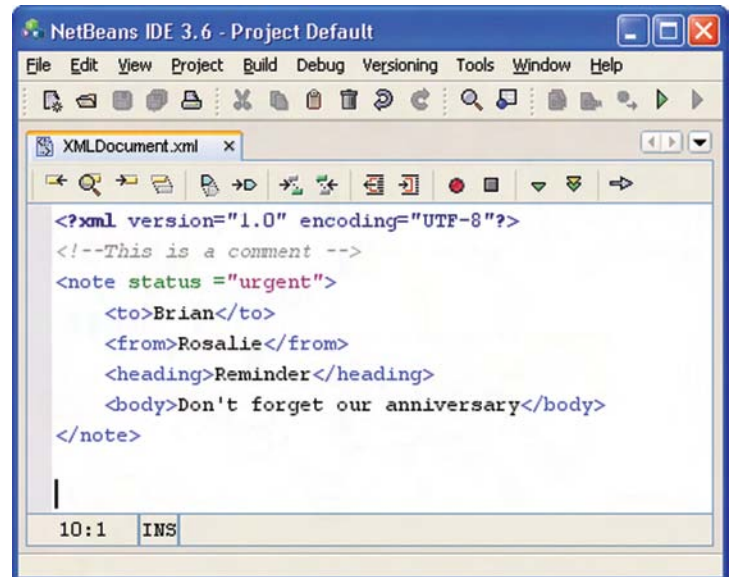 NetBeans IDE 3.6 - Project Default
File Edit View Project Build Debug Versioning Tools Window Help
XMLDocument.xml x
<?xml version="1.0" encoding="UTF-8"?>
<!--This is a comment -->
<note status ="urgent">
<to>Brian</to>
<from>Rosalie</from>
<heading>Reminder</heading>
<body>Don't forget our anniversary</body>
</note>
10:1 INS